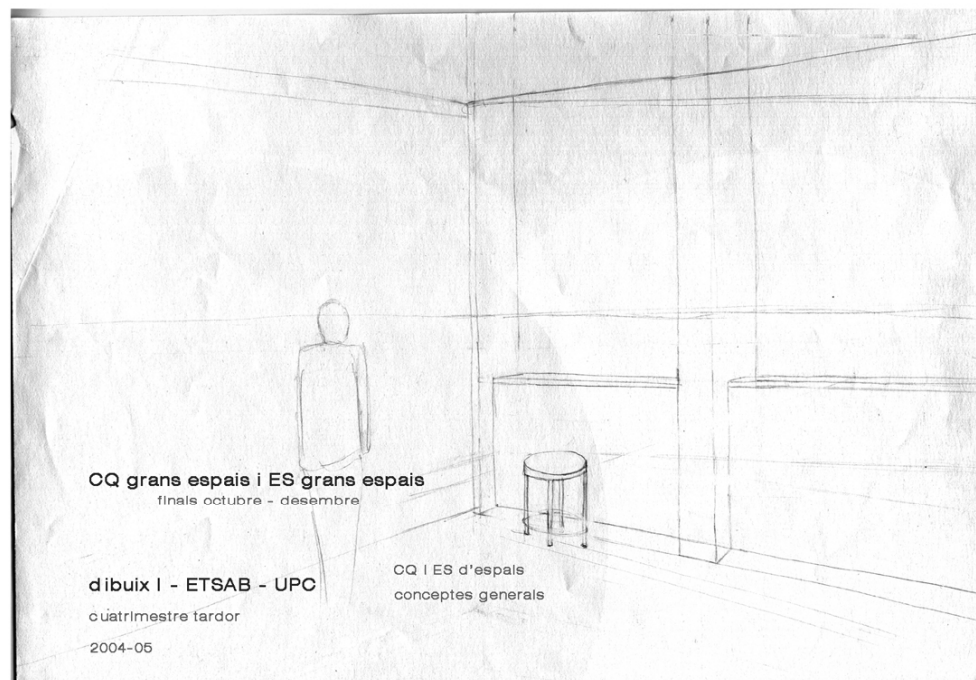 CQ grans espais i ES grans espais
finals octubre - desembre
dibuix I - ETSAB - UPC
cuatrimestre tardor
2004-05
CQ i ES d'espais
conceptes generals